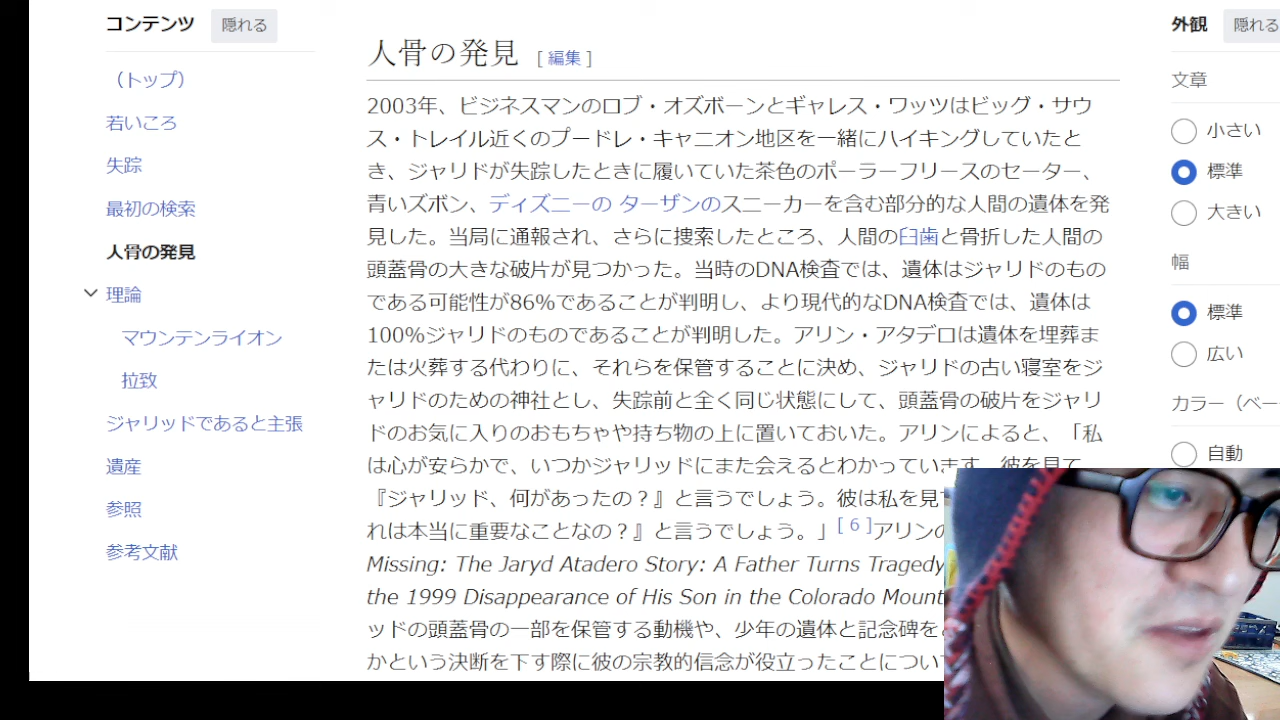 コンテンツ 隠れる
（トップ）
若いころ
失踪
最初の検索
人骨の発見
理論
マウンテンライオン
拉致
ジャリッドであると主張
遺産
参照
参考文献
人骨の発見 [ 編集 ]
2003年、ビジネスマンのロブ・オズボーンとギャレス・ワッツはビッグ・サウ
ス・トレイル近くのプードレ・キャニオン地区を一緒にハイキングしていたと
き、ジャリドが失踪したときに履いていた茶色のポーラーフリースのセーター、
青いズボン、ディズニーの ターザンのスニーカーを含む部分的な人間の遺体を発
見した。当局に通報され、さらに捜索したところ、人間の臼歯と骨折した人間の
頭蓋骨の大きな破片が見つかった。当時のDNA検査では、遺体はジャリドのもの
である可能性が86%であることが判明し、より現代的なDNA検査では、遺体は
100%ジャリドのものであることが判明した。アリン・アタデロは遺体を埋葬ま
たは火葬する代わりに、それらを保管することに決め、ジャリドの古い寝室をジ
ャリドのための神社とし、失踪前と全く同じ状態にして、頭蓋骨の破片をジャリ
ドのお気に入りのおもちゃや持ち物の上に置いておいた。アリンによると、「私
は心が安らかで、いつかジャリッドにまた会えるとわかっています。彼を見て、
『ジャリッド、何があったの？』と言うでしょう。彼は私を見
れは本当に重要なことなの？』と言うでしょう。」[ 6 ]アリンの
Missing: The Jaryd Atadero Story: A Father Turns Tragedy
the 1999 Disappearance of His Son in the Colorado
ッドの頭蓋骨の一部を保管する動機や、少年の遺体と記念碑を
かという決断を下す際に彼の宗教的信念が役立ったことについ
外観 隠れる
文章
小さい
標準
大きい
幅
標準
広い
カラー（ベー
自動